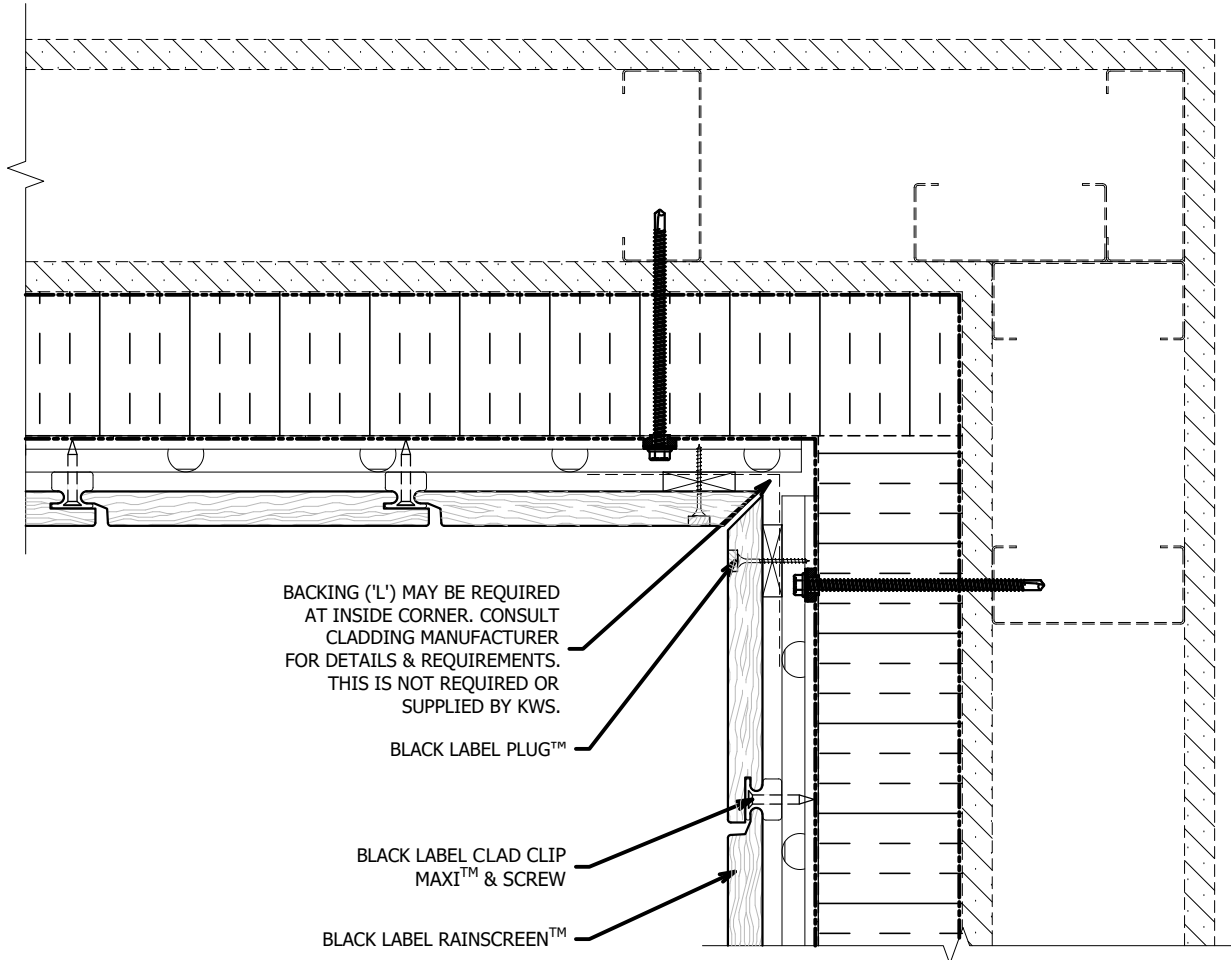 BACKING ('L') MAY BE REQUIRED
AT INSIDE CORNER. CONSULT
CLADDING MANUFACTURER
FOR DETAILS & REQUIREMENTS.
THIS IS NOT REQUIRED OR
SUPPLIED BY KWS.
BLACK LABEL PLUG™
BLACK LABEL CLAD CLIP
MAXI™ & SCREW
BLACK LABEL RAINSCREEN™